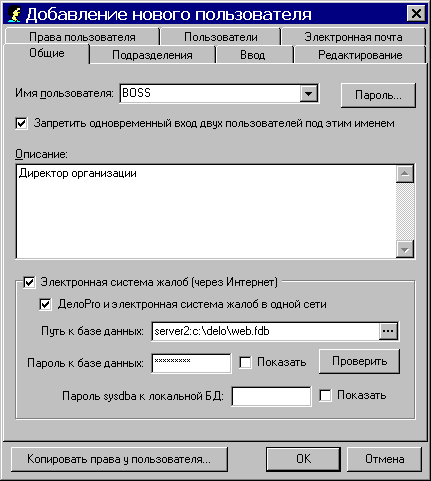 Добавление нового пользователя
Права пользователя Пользователи Электронная почта
Общие Подразделения Ввод Редактирование
Имя пользователя: BOSS Пароль...
Запретить одновременный вход двух пользователей под этим именем
Описание:
Директор организации
Электронная система жалоб (через Интернет)
ДелоPro и электронная система жалоб в одной сети
Путь к базе данных: server2:c:\delo\web.fdb ...
Пароль к базе данных: ********* Показать Проверить
Пароль sysdba к локальной БД: Показать
Копировать права у пользователя... OK Отмена